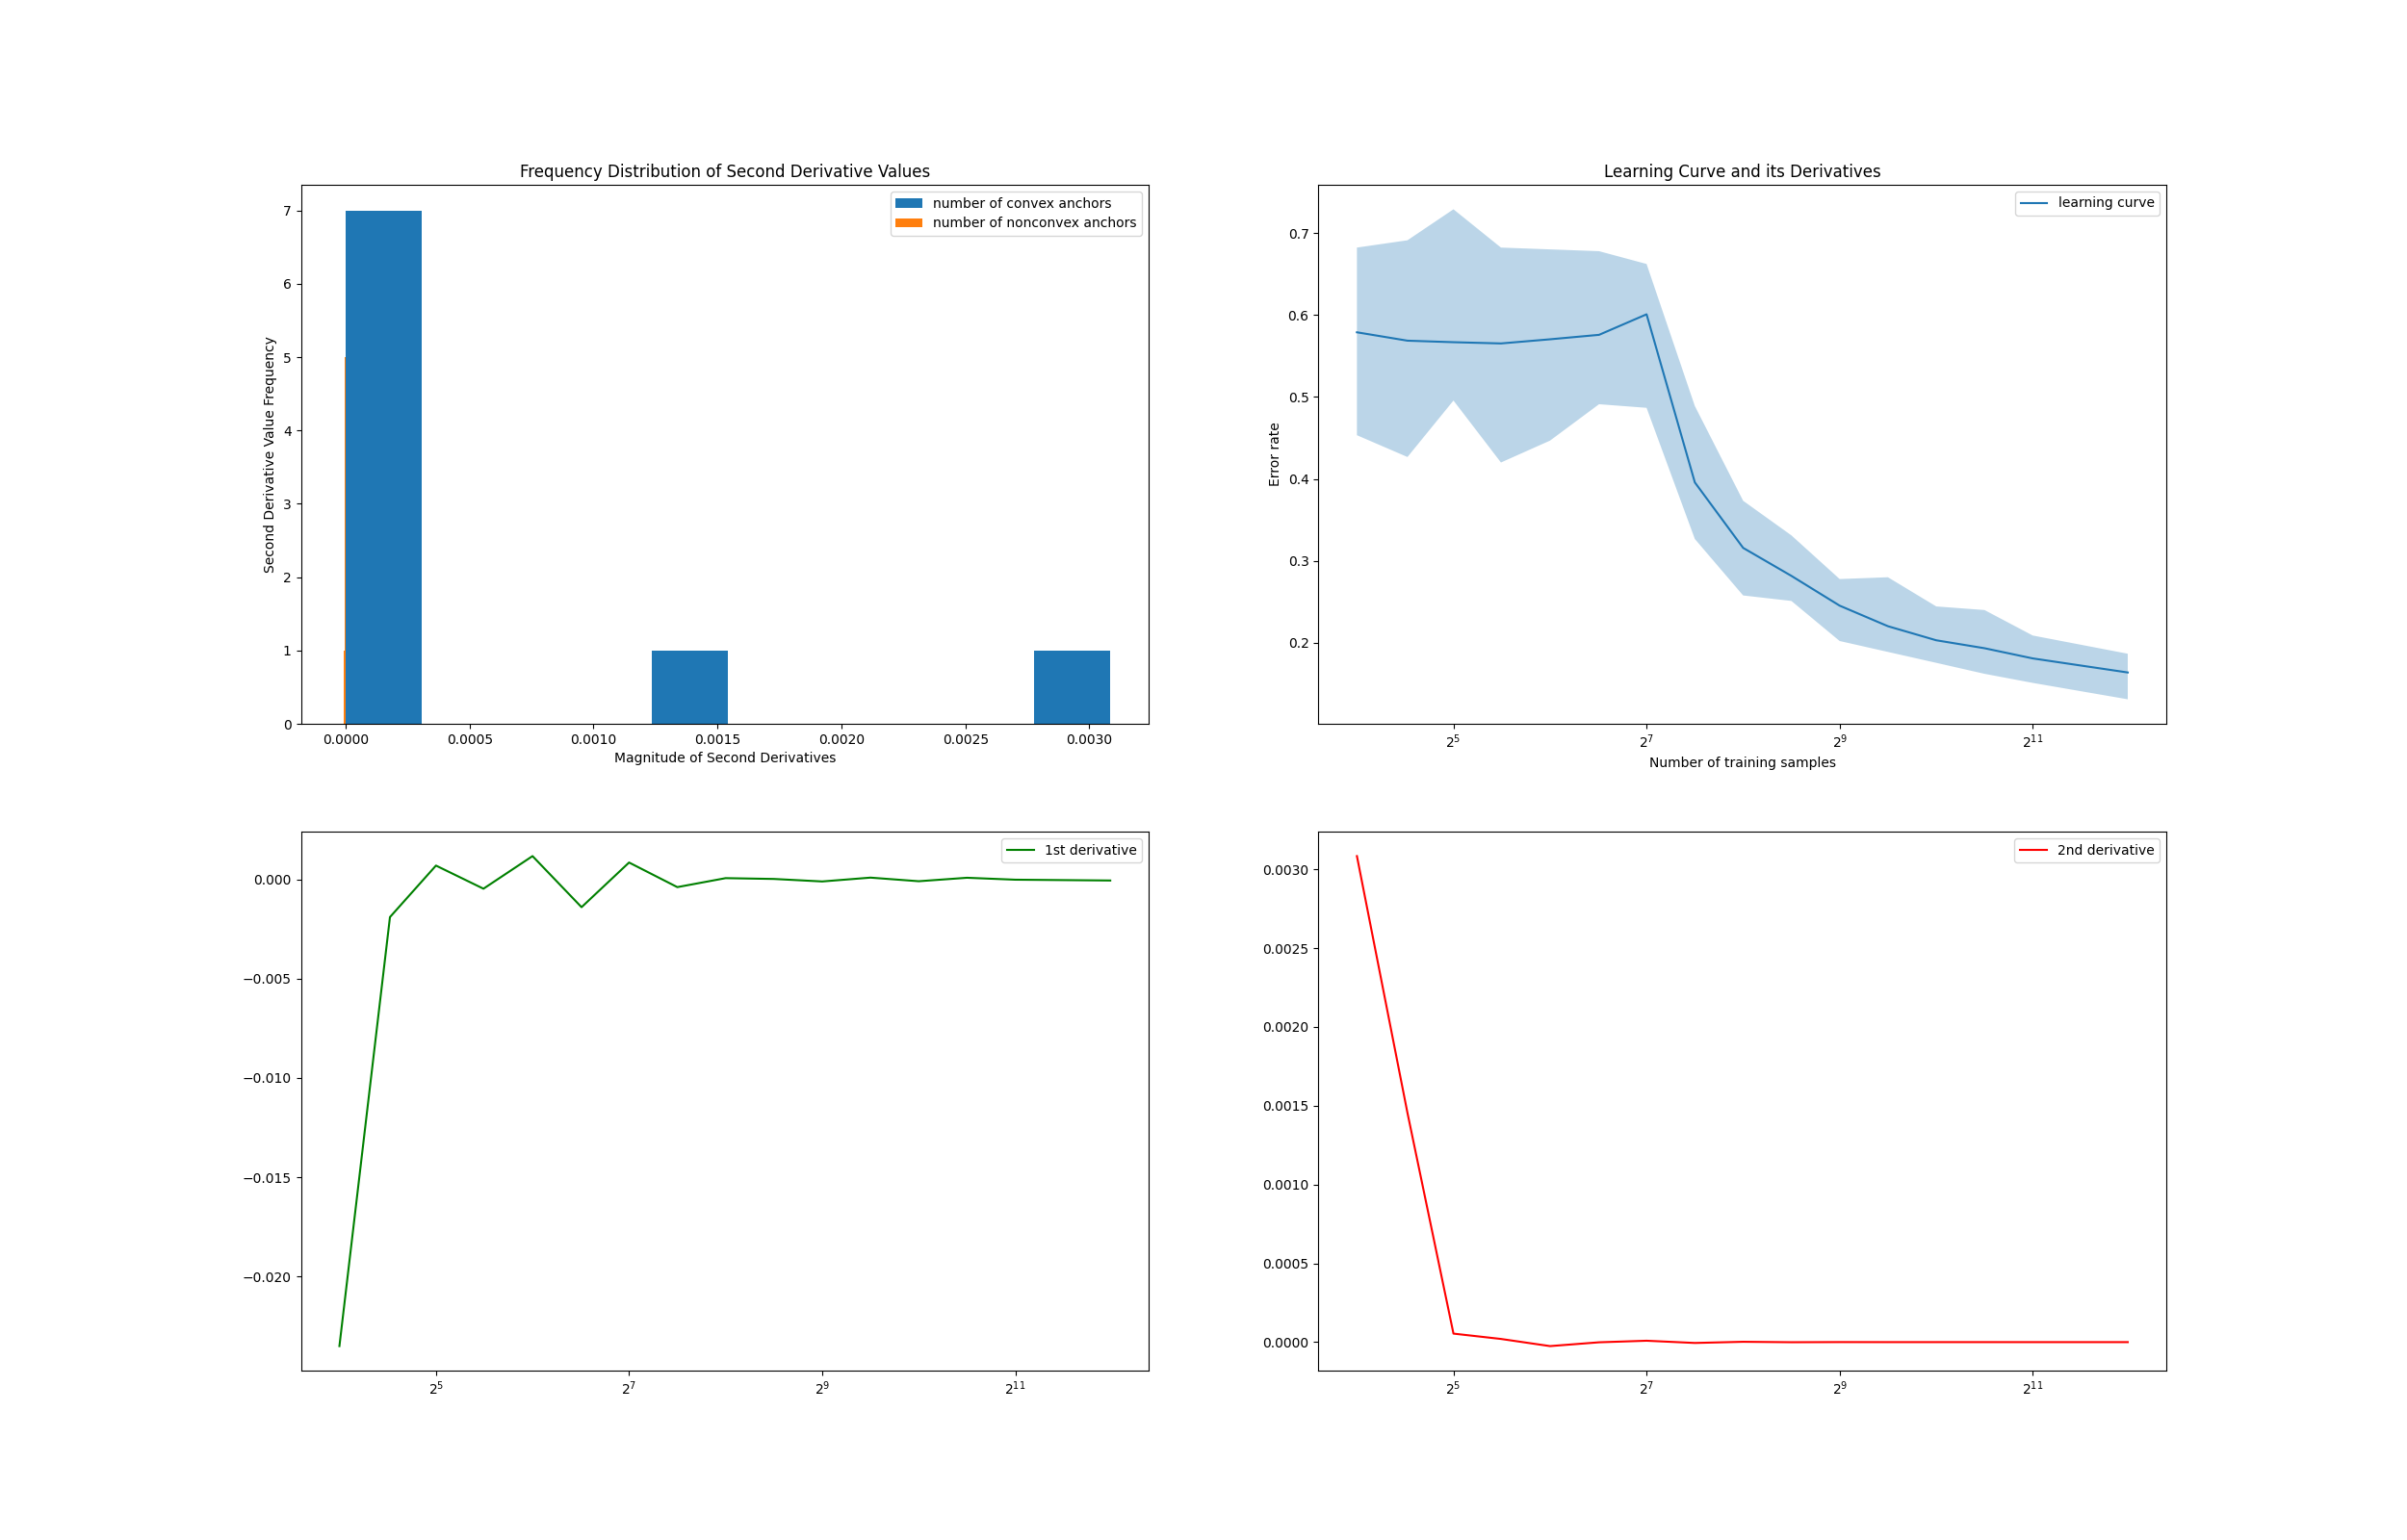 Frequency Distribution of Second Derivative Values
number of convex anchors
number of nonconvex anchors
7
6
5
4
3
2
1
0
Second Derivative Value Frequency
0.0000 0.0005 0.0010 0.0015 0.0020 0.0025 0.0030
Magnitude of Second Derivatives
Learning Curve and its Derivatives
learning curve
0.7
0.6
0.5
0.4
0.3
0.2
Error rate
2^5 2^7 2^9 2^11
Number of training samples
1st derivative
0.000
−0.005
−0.010
−0.015
−0.020
2^5 2^7 2^9 2^11
2nd derivative
0.0030
0.0025
0.0020
0.0015
0.0010
0.0005
0.0000
2^5 2^7 2^9 2^11